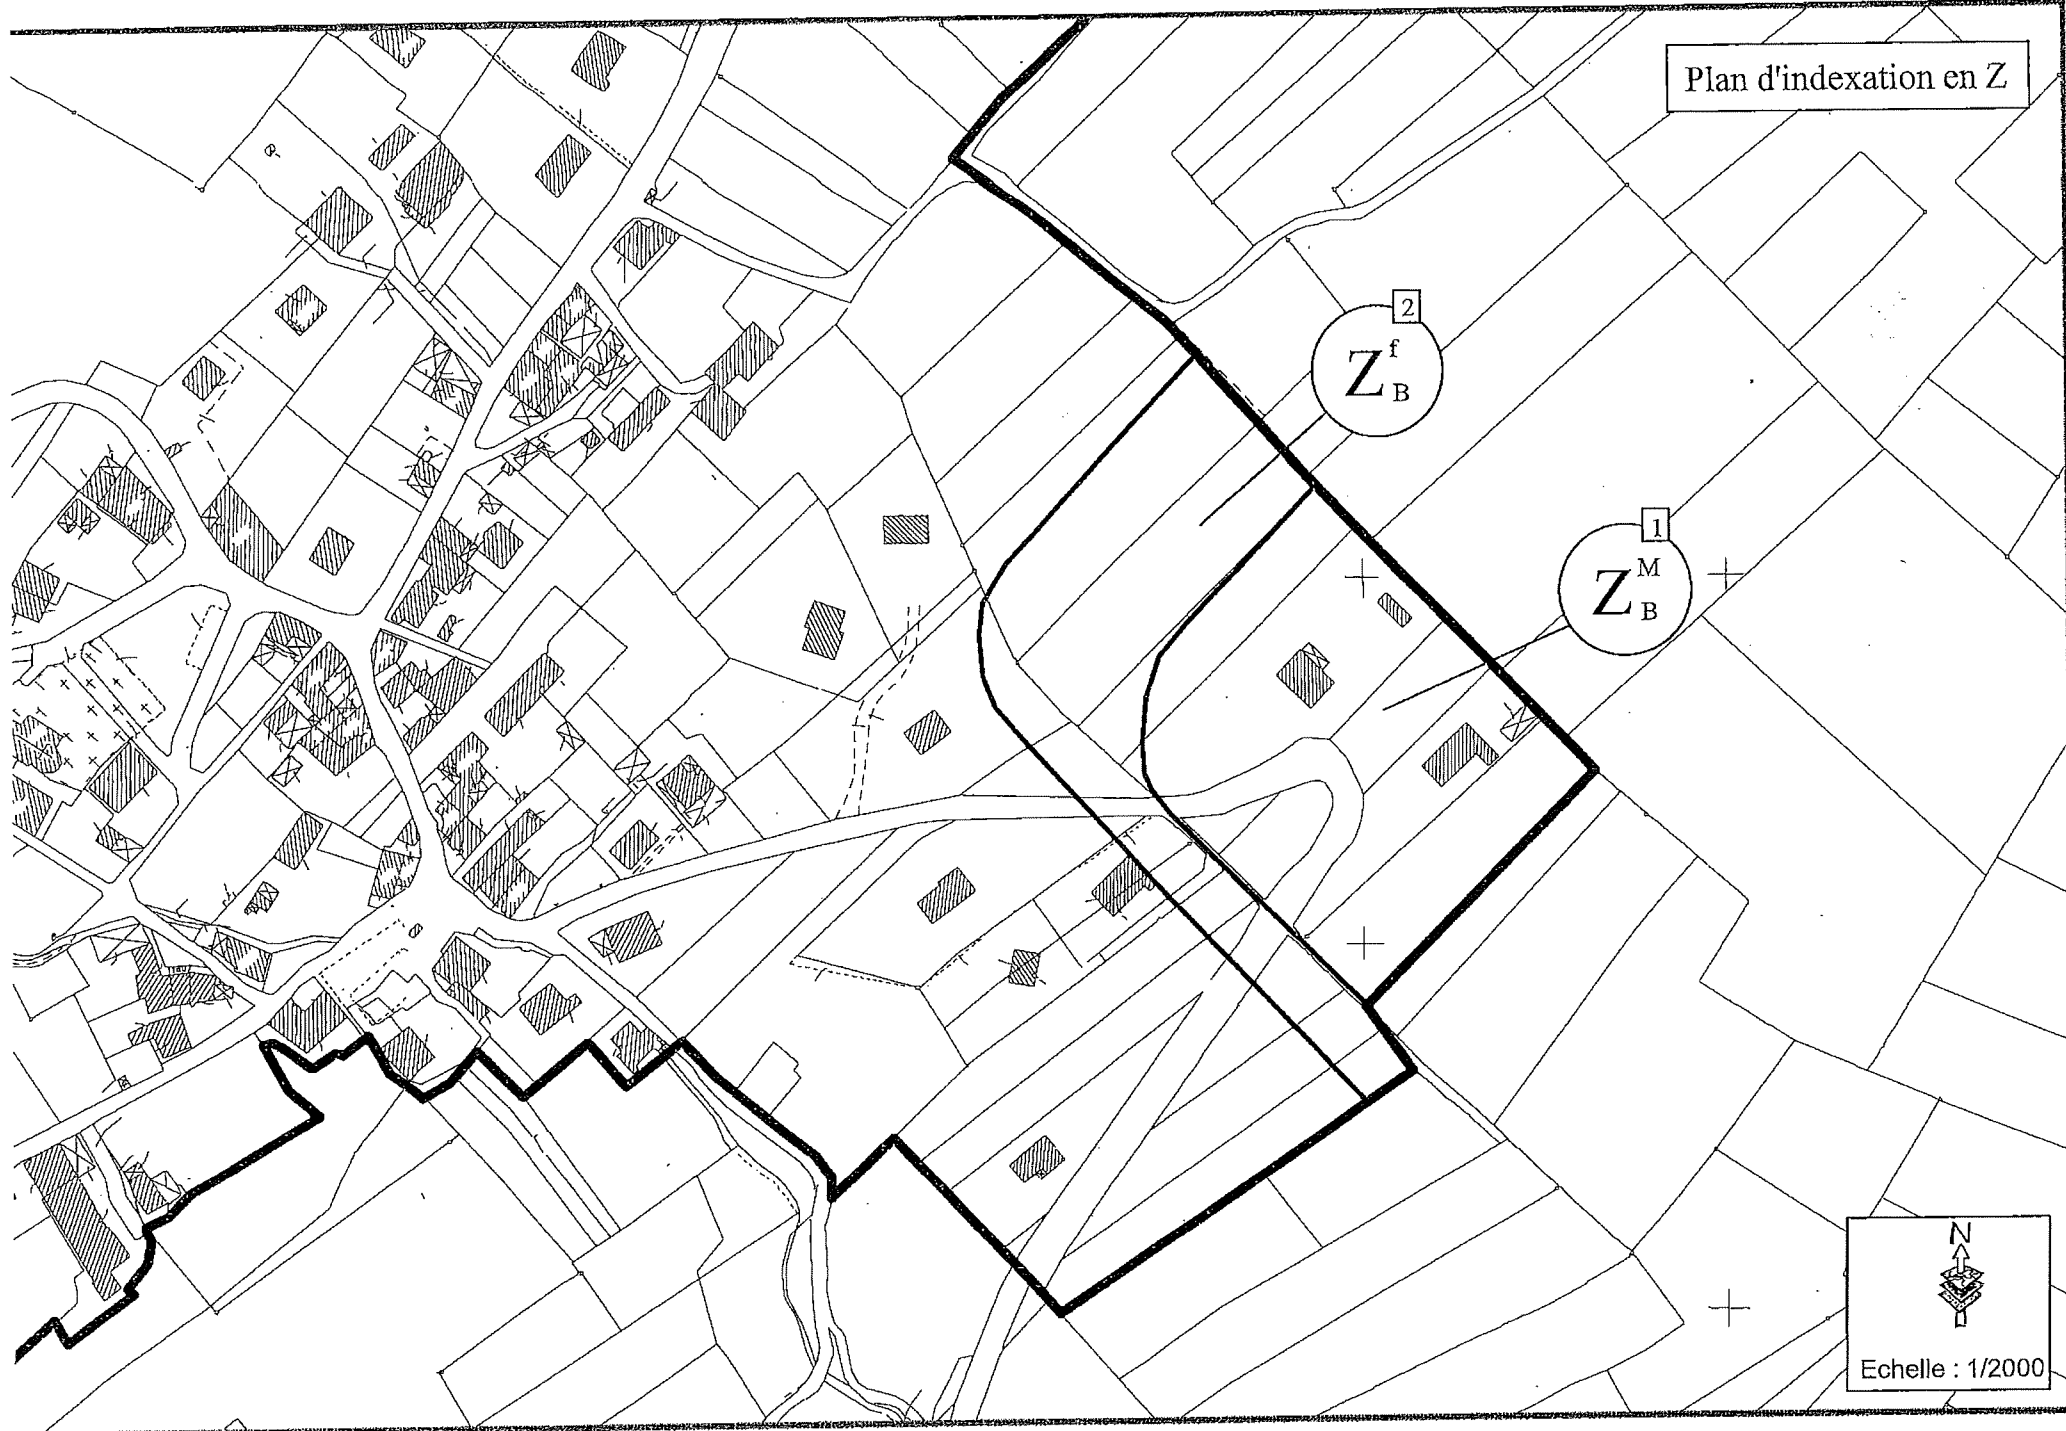 Plan d'indexation en Z
2
Z f B
1
Z M B
N
Echelle : 1/2000